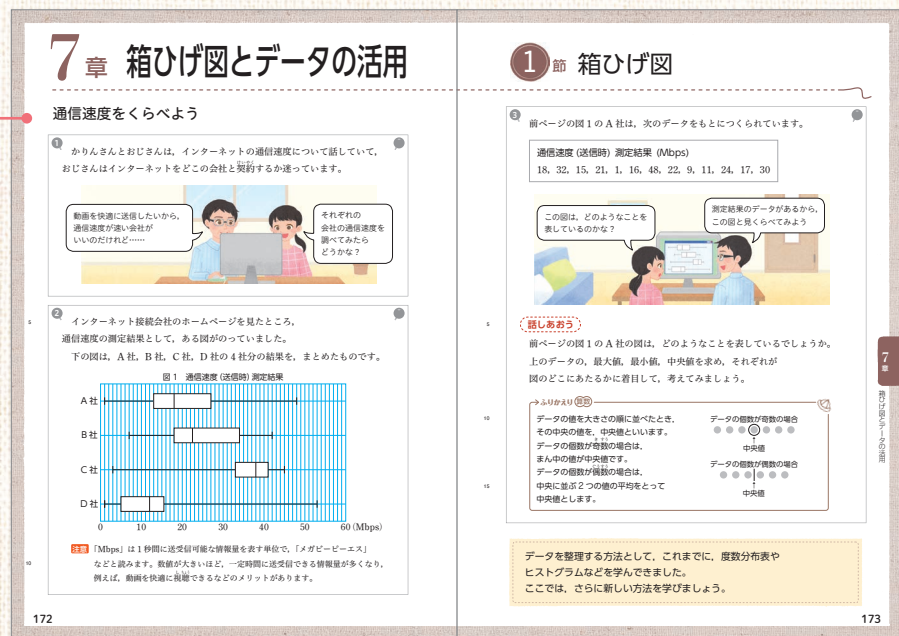 7章 箱ひげ図とデータの活用
通信速度をくらべよう
1
かりんさんとおじさんは，インターネットの通信速度について話していて，
おじさんはインターネットをどこの会社と契約するか迷っています。
けいやく
動画を快適に送信したいから，
通信速度が速い会社が
いいのだけれど……
それぞれの
会社の通信速度を
調べてみたら
どうかな？
2
5
インターネット接続会社のホームページを見たところ，
通信速度の測定結果として，ある図がのっていました。
下の図は，A 社，B 社，C 社，D 社の 4 社分の結果を，まとめたものです。
図 1 通信速度 (送信時) 測定結果
A 社
B 社
C 社
D 社
0 10 20 30 40 50 60 (Mbps)
注意 「Mbps」は 1 秒間に送受信可能な情報量を表す単位で，「メガビーピーエス」
などと読みます。数値が大きいほど，一定時間に送受信できる情報量が多くなり，
10
例えば，動画を快適に視聴できるなどのメリットがあります。
しちょう
172
1 節 箱ひげ図
3
前ページの図 1 の A 社は，次のデータをもとにつくられています。
通信速度 (送信時) 測定結果 (Mbps)
18, 32, 15, 21, 1, 16, 48, 22, 9, 11, 24, 17, 30
この図は，どのようなことを
表しているのかな？
測定結果のデータがあるから，
この図と見くらべてみよう
5
話しあおう
前ページの図 1 の A 社の図は，どのようなことを表しているでしょうか。
上のデータの，最大値，最小値，中央値を求め，それぞれが
図のどこにあたるかに着目して，考えてみましょう。
ふりかえり 算数
10
データの値を大きさの順に並べたとき，
その中央の値を，中央値といいます。
データの個数が奇数の場合は，
きすう
まん中の値が中央値です。
データの個数が偶数の場合は，
ぐうすう
15
中央に並ぶ 2 つの値の平均をとって
中央値とします。
データの個数が奇数の場合
中央値
データの個数が偶数の場合
中央値
データを整理する方法として，これまでに，度数分布表や
ヒストグラムなどを学んできました。
ここでは，さらに新しい方法を学びましょう。
7章
箱ひげ図とデータの活用
173